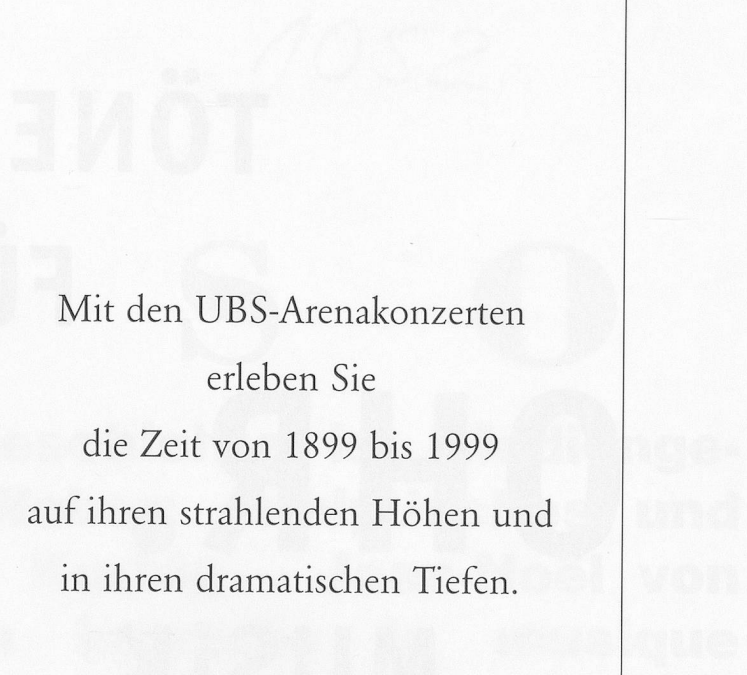 Mit den UBS-Arenakonzerten
erleben Sie
die Zeit von 1899 bis 1999
auf ihren strahlenden Höhen und
in ihren dramatischen Tiefen.